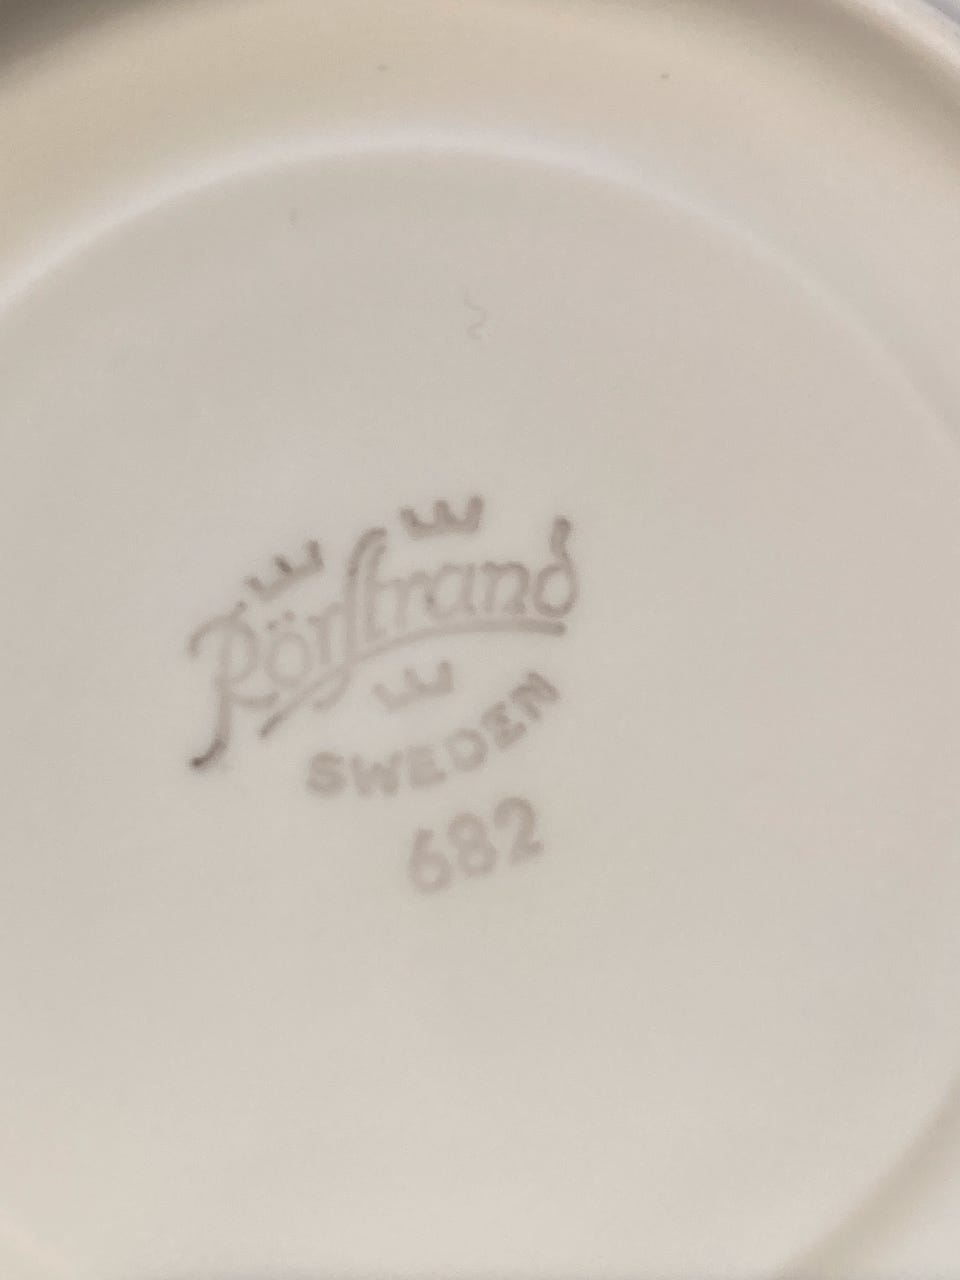 Rörstrand
SWEDEN
682